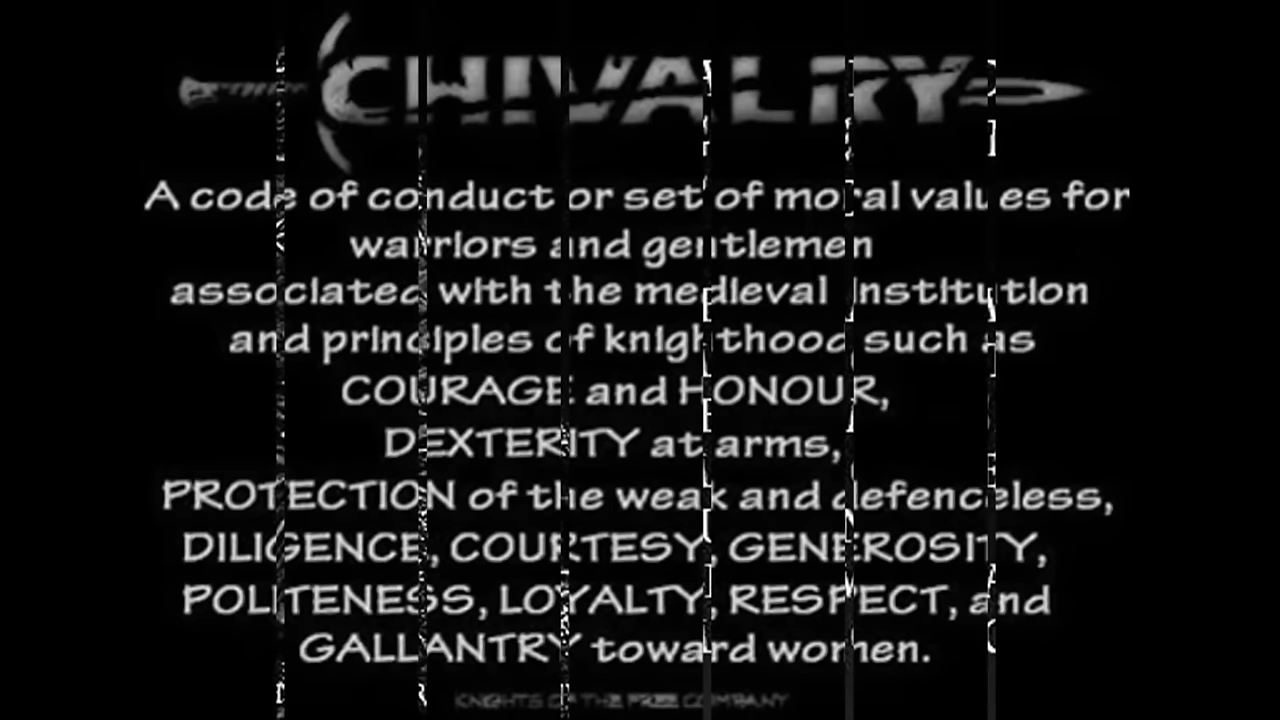 CHIVALRY
A code of conduct or set of moral values for
warriors and gentlemen
associated with the medieval institution
and principles of knighthood such as
COURAGE and HONOUR,
DEXTERITY at arms,
PROTECTION of the weak and defenceless,
DILIGENCE, COURTESY, GENEROSITY,
POLITENESS, LOYALTY, RESPECT, and
GALLANTRY toward women.
KNIGHTS OF THE FREE COMPANY